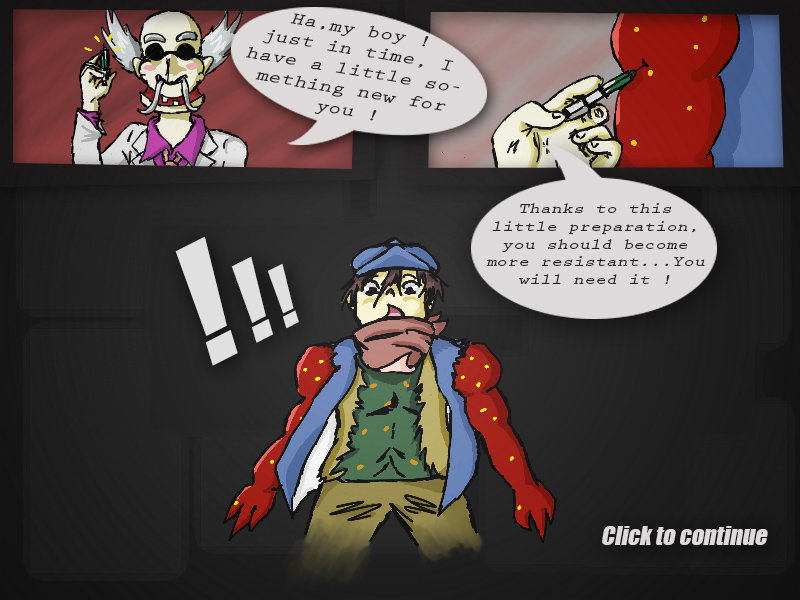 Ha,my boy !
just in time, I
have a little so-
mething new for
you !
Thanks to this
little preparation,
you should become
more resistant...You
will need it !
!!!
Click to continue